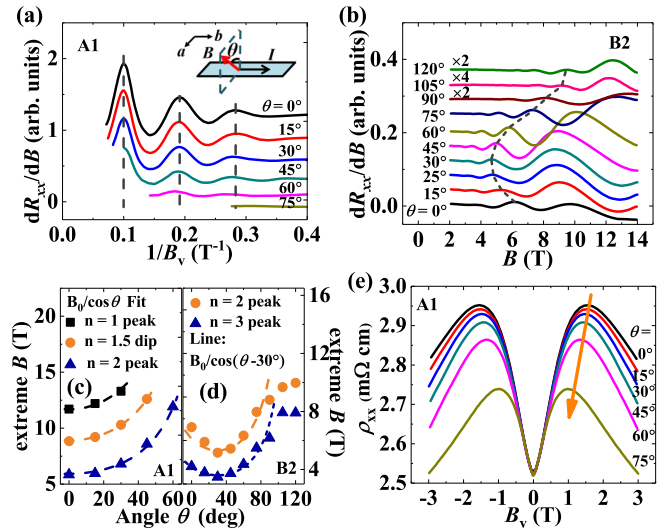 (a)
A1
b
a
B
θ
I
θ = 0°
15°
30°
45°
60°
75°
dR_xx/dB (arb. units)
2
1
0
0.0 0.1 0.2 0.3 0.4
1/B_v (T⁻¹)
(b)
B2
0.4
0.2
0.0
dR_xx/dB (arb. units)
120° ×2
105° ×4
90° ×2
75°
60°
45°
30°
25°
15°
θ = 0°
0 2 4 6 8 10 12 14
B (T)
B₀/cosθ Fit
n = 1 peak
n = 1.5 dip
n = 2 peak
(c)
A1
20
15
10
5
extreme B (T)
0 20 40 60
n = 2 peak
n = 3 peak
Line:
B₀/cos(θ-30°)
(d)
B2
16
12
8
4
extreme B (T)
0 40 80 120
Angle θ (deg)
(e)
A1
3.0
2.9
2.8
2.7
2.6
2.5
ρ_xx (mΩ cm)
θ =
0°
15°
30°
45°
60°
75°
-3 -2 -1 0 1 2 3
B_v (T)